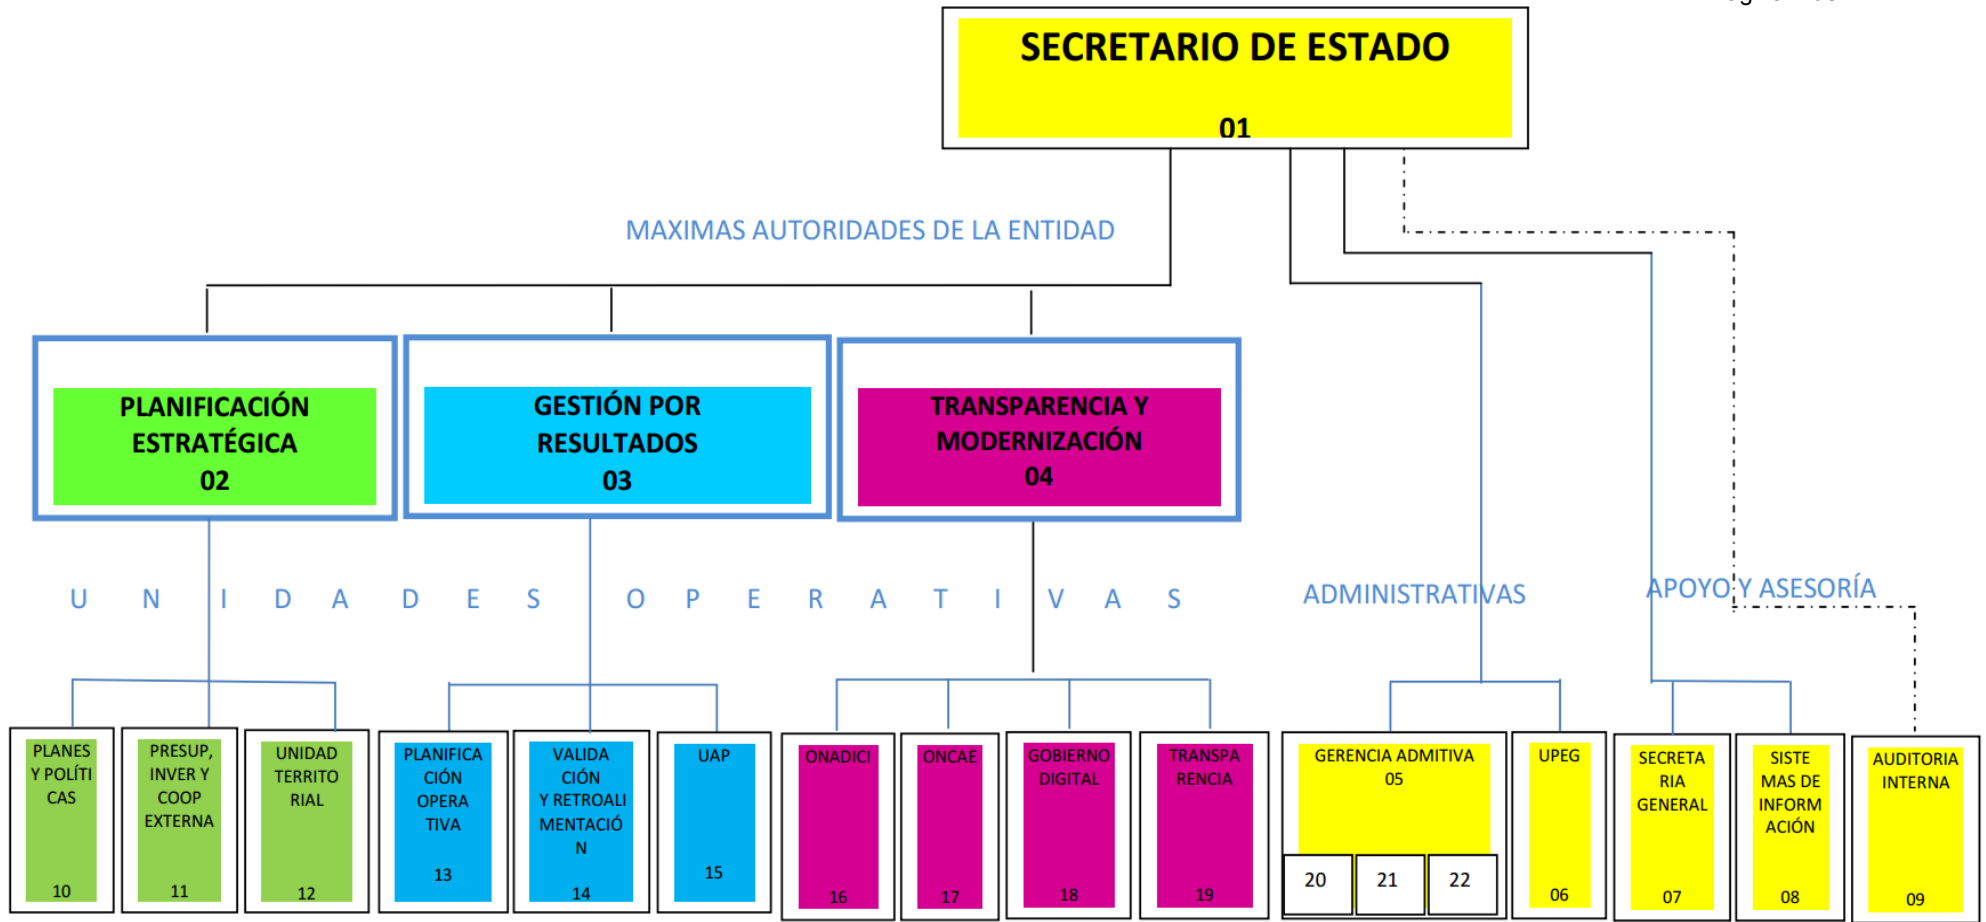 SECRETARIO DE ESTADO
01
MAXIMAS AUTORIDADES DE LA ENTIDAD
PLANIFICACIÓN
ESTRATÉGICA
02
GESTIÓN POR
RESULTADOS
03
TRANSPARENCIA Y
MODERNIZACIÓN
04
UNIDADES OPERATIVAS
ADMINISTRATIVAS
APOYO Y ASESORÍA
PLANES
Y POLÍTI
CAS
10
PRESUP,
INVER Y
COOP
EXTERNA
11
UNIDAD
TERRITO
RIAL
12
PLANIFICA
CIÓN
OPERA
TIVA
13
VALIDA
CIÓN
Y RETROALI
MENTACIÓ
N
14
UAP
15
ONADICI
16
ONCAE
17
GOBIERNO
DIGITAL
18
TRANSPA
RENCIA
19
GERENCIA ADMITIVA
05
20
21
22
UPEG
06
SECRETA
RIA
GENERAL
07
SISTE
MAS DE
INFORM
ACIÓN
08
AUDITORIA
INTERNA
09